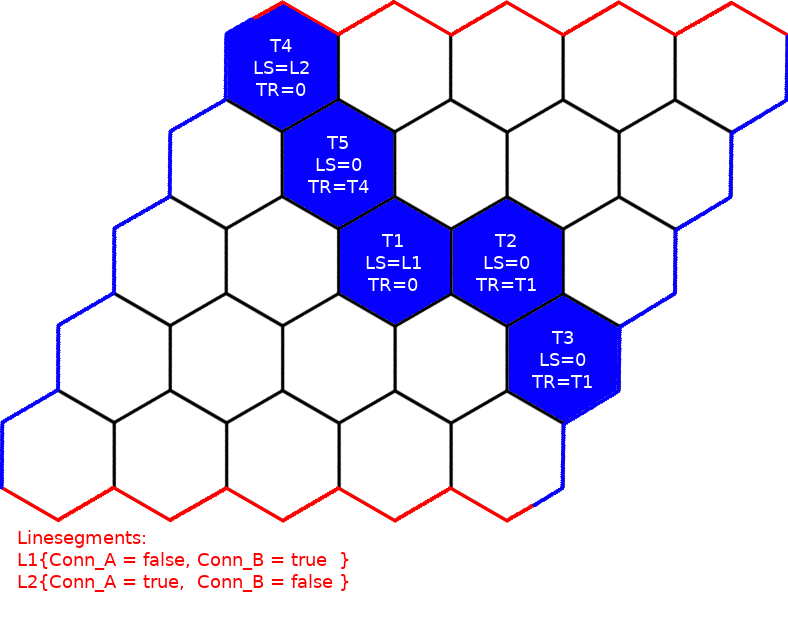 T4
LS=L2
TR=0
T5
LS=0
TR=T4
T1
LS=L1
TR=0
T2
LS=0
TR=T1
T3
LS=0
TR=T1
Linesegments:
L1{Conn_A = false, Conn_B = true  }
L2{Conn_A = true,  Conn_B = false }